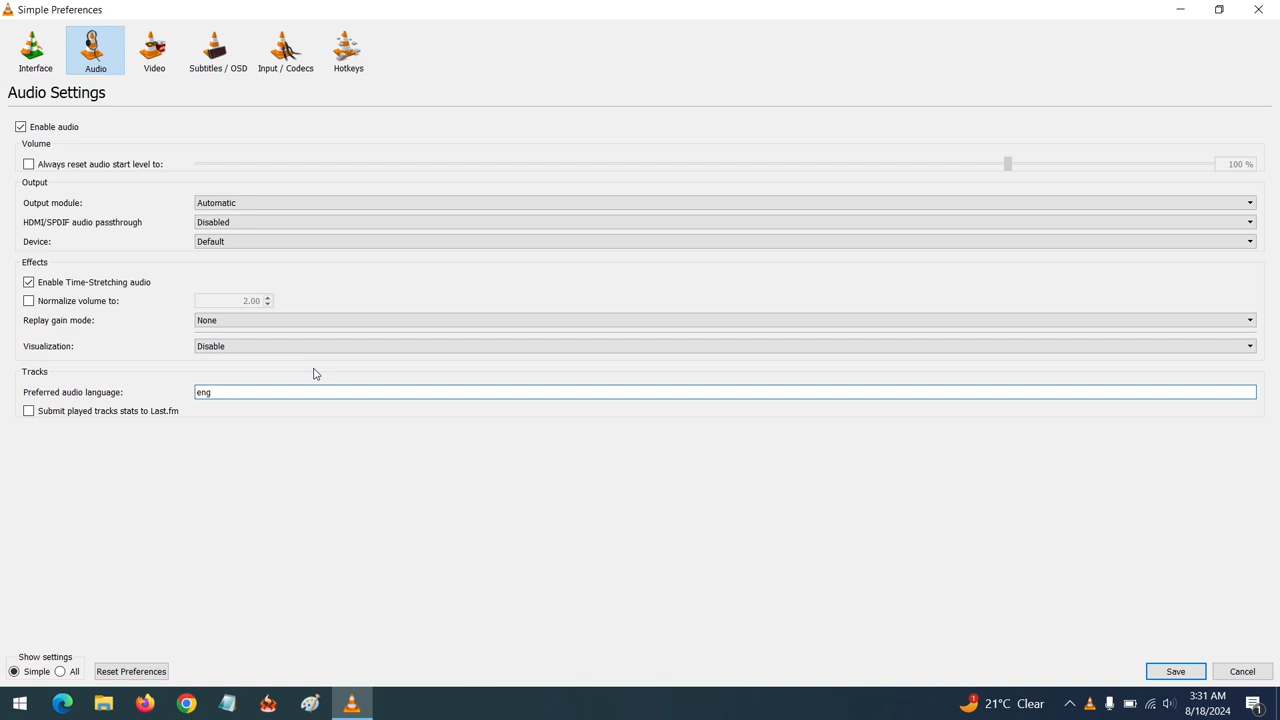 Simple Preferences
Interface
Audio
Video
Subtitles / OSD
Input / Codecs
Hotkeys
Audio Settings
Enable audio
Volume
Always reset audio start level to:
100 %
Output
Output module:
Automatic
HDMI/SPDIF audio passthrough
Disabled
Device:
Default
Effects
Enable Time-Stretching audio
Normalize volume to:
2.00
Replay gain mode:
None
Visualization:
Disable
Tracks
Preferred audio language:
eng
Submit played tracks stats to Last.fm
Show settings
Simple
All
Reset Preferences
Save
Cancel
1
21°C Clear
3:31 AM
8/18/2024
1